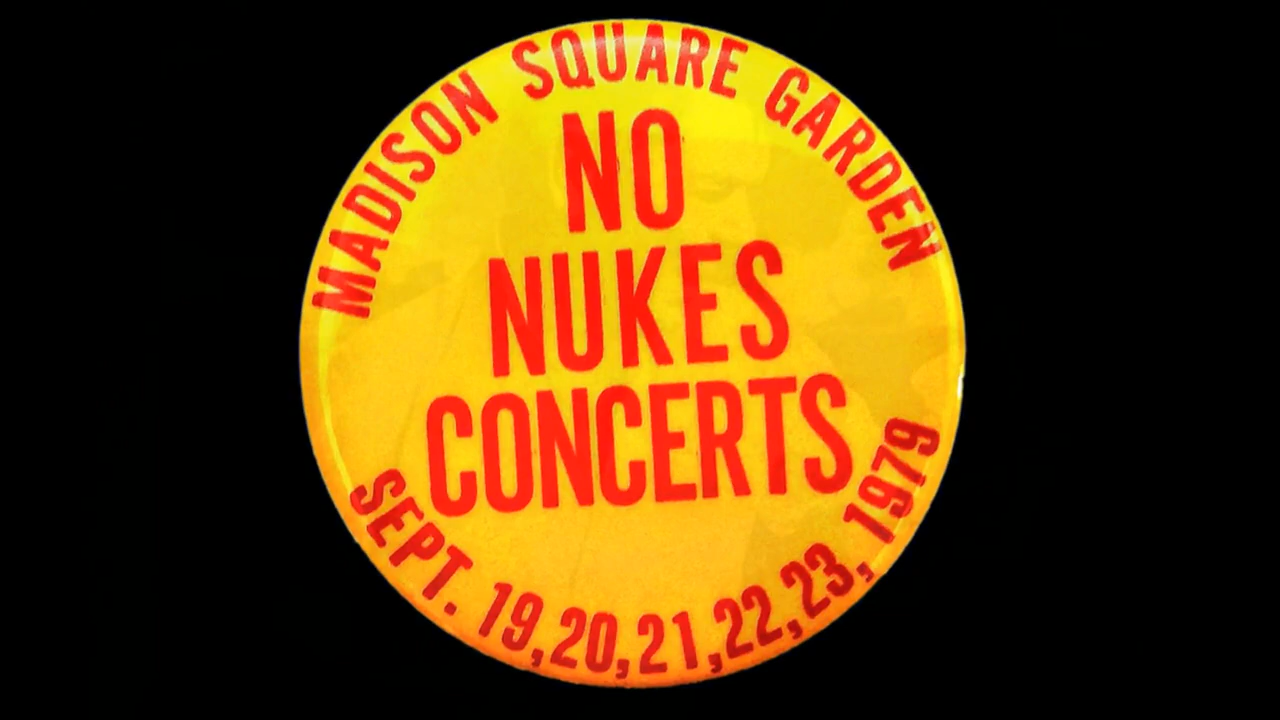 MADISON SQUARE GARDEN
NO
NUKES
CONCERTS
SEPT. 19,20,21,22,23, 1979